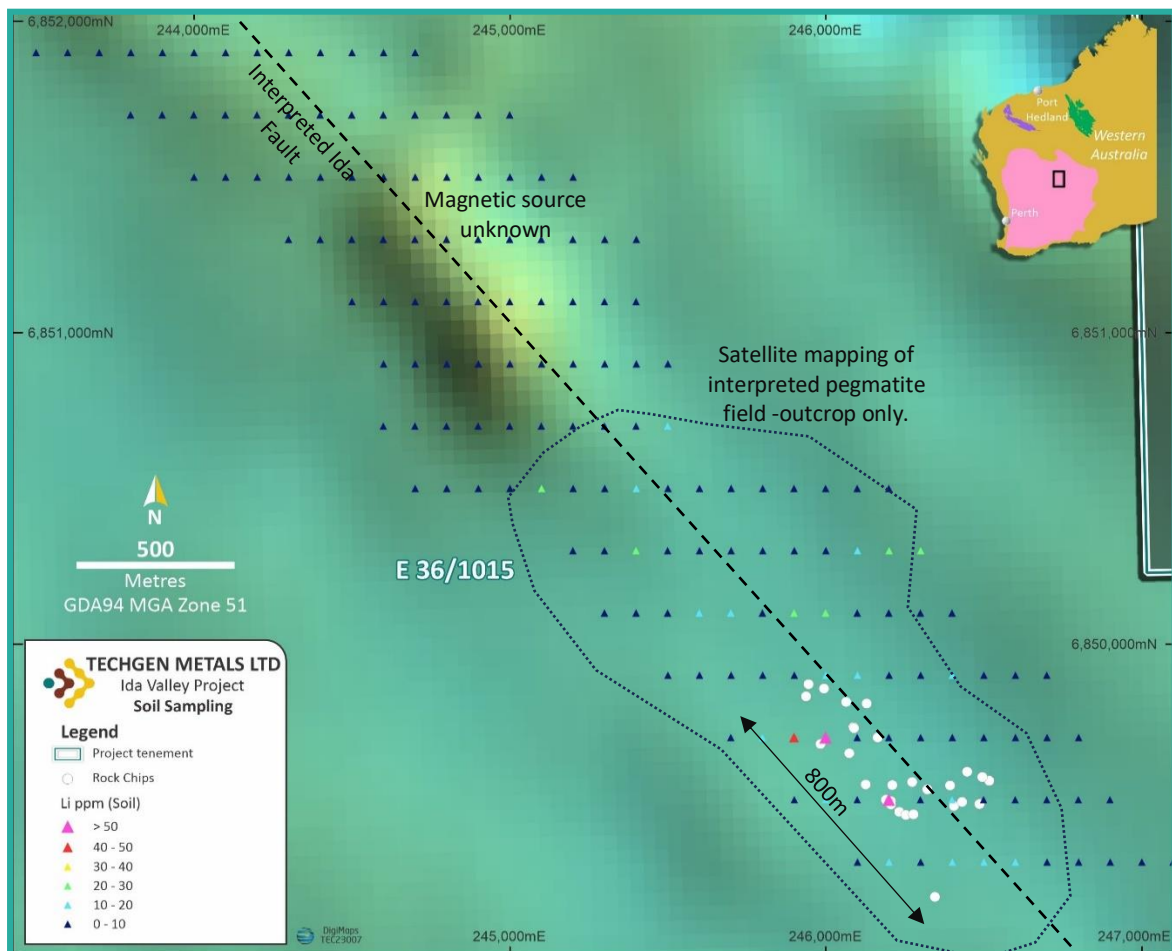 6,852,000mN
244,000mE
245,000mE
246,000mE
Interpreted Ida
Fault
Magnetic source
unknown
Port
Hedland
Western
Australia
Perth
6,851,000mN
6,851,000mN
Satellite mapping of
interpreted pegmatite
field -outcrop only.
N
500
Metres
GDA94 MGA Zone 51
E 36/1015
6,850,000mN
800m
TECHGEN METALS LTD
Ida Valley Project
Soil Sampling
Legend
Project tenement
Rock Chips
Li ppm (Soil)
> 50
40 - 50
30 - 40
20 - 30
10 - 20
0 - 10
DigiMaps
TEC23007
245,000mE
246,000mE
247,000mE